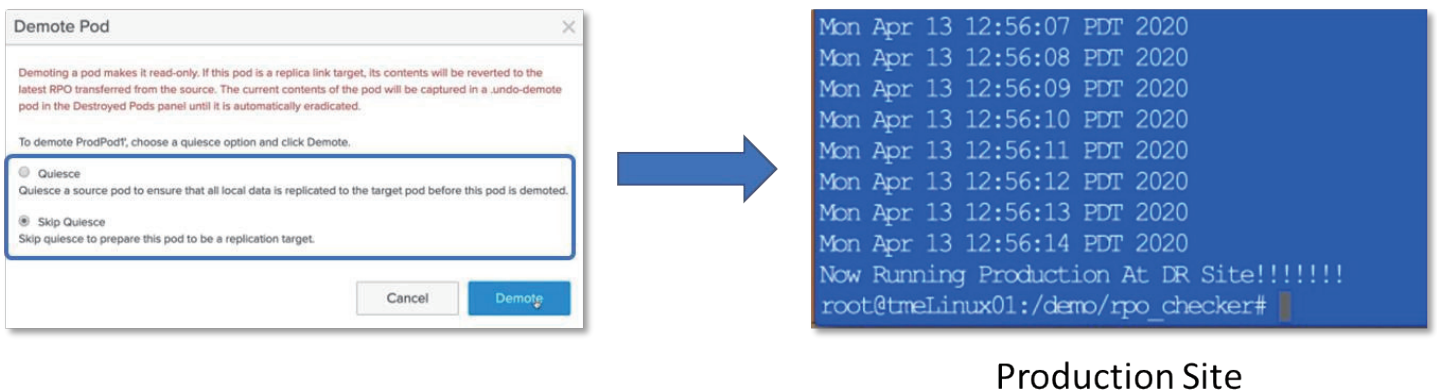 Demote Pod
Demoting a pod makes it read-only. If this pod is a replica link target, its contents will be reverted to the
latest RPO transferred from the source. The current contents of the pod will be captured in a .undo-demote
pod in the Destroyed Pods panel until it is automatically eradicated.
To demote ProdPod1', choose a quiesce option and click Demote.
Quiesce
Quiesce a source pod to ensure that all local data is replicated to the target pod before this pod is demoted.
Skip Quiesce
Skip quiesce to prepare this pod to be a replication target.
Cancel
Demote
Mon Apr 13 12:56:07 PDT 2020
Mon Apr 13 12:56:08 PDT 2020
Mon Apr 13 12:56:09 PDT 2020
Mon Apr 13 12:56:10 PDT 2020
Mon Apr 13 12:56:11 PDT 2020
Mon Apr 13 12:56:12 PDT 2020
Mon Apr 13 12:56:13 PDT 2020
Mon Apr 13 12:56:14 PDT 2020
Now Running Production At DR Site!!!!!!!
root@tmeLinux01:/demo/rpo_checker#
Production Site